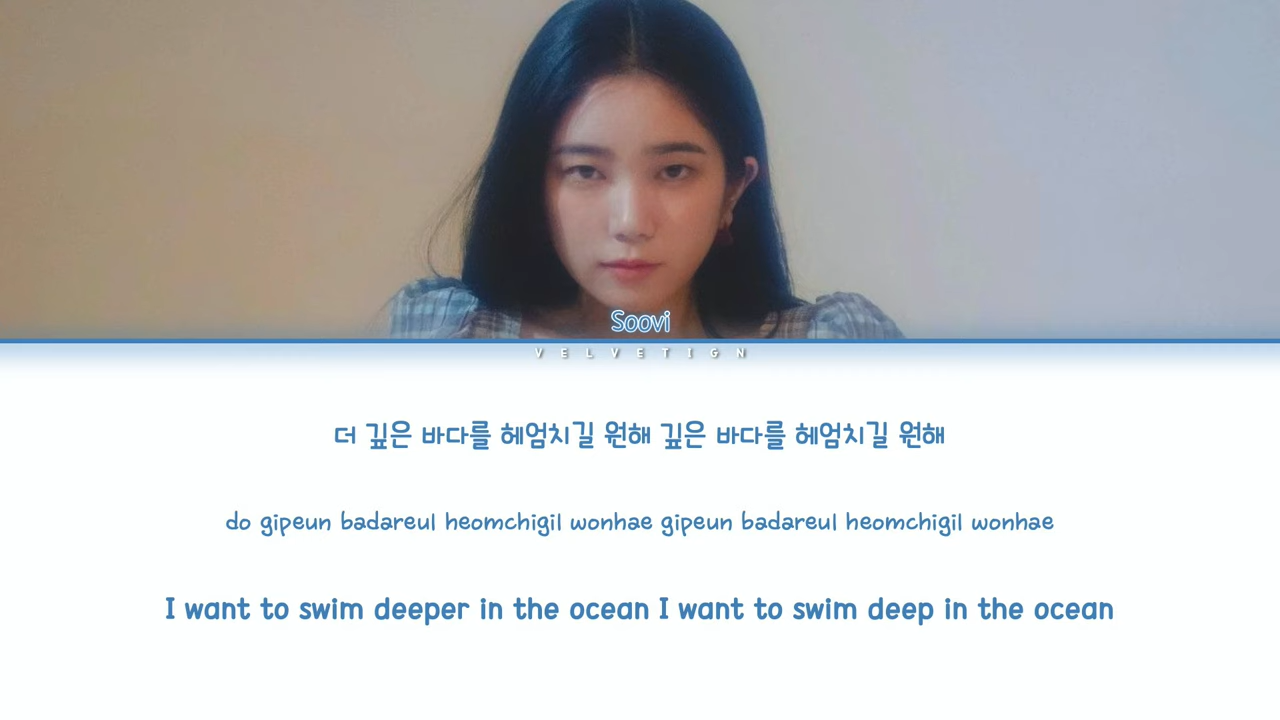 Soovi
VELVETIGN
더 깊은 바다를 헤엄치길 원해 깊은 바다를 헤엄치길 원해
do gipeun badareul heomchigil wonhae gipeun badareul heomchigil wonhae
I want to swim deeper in the ocean I want to swim deep in the ocean